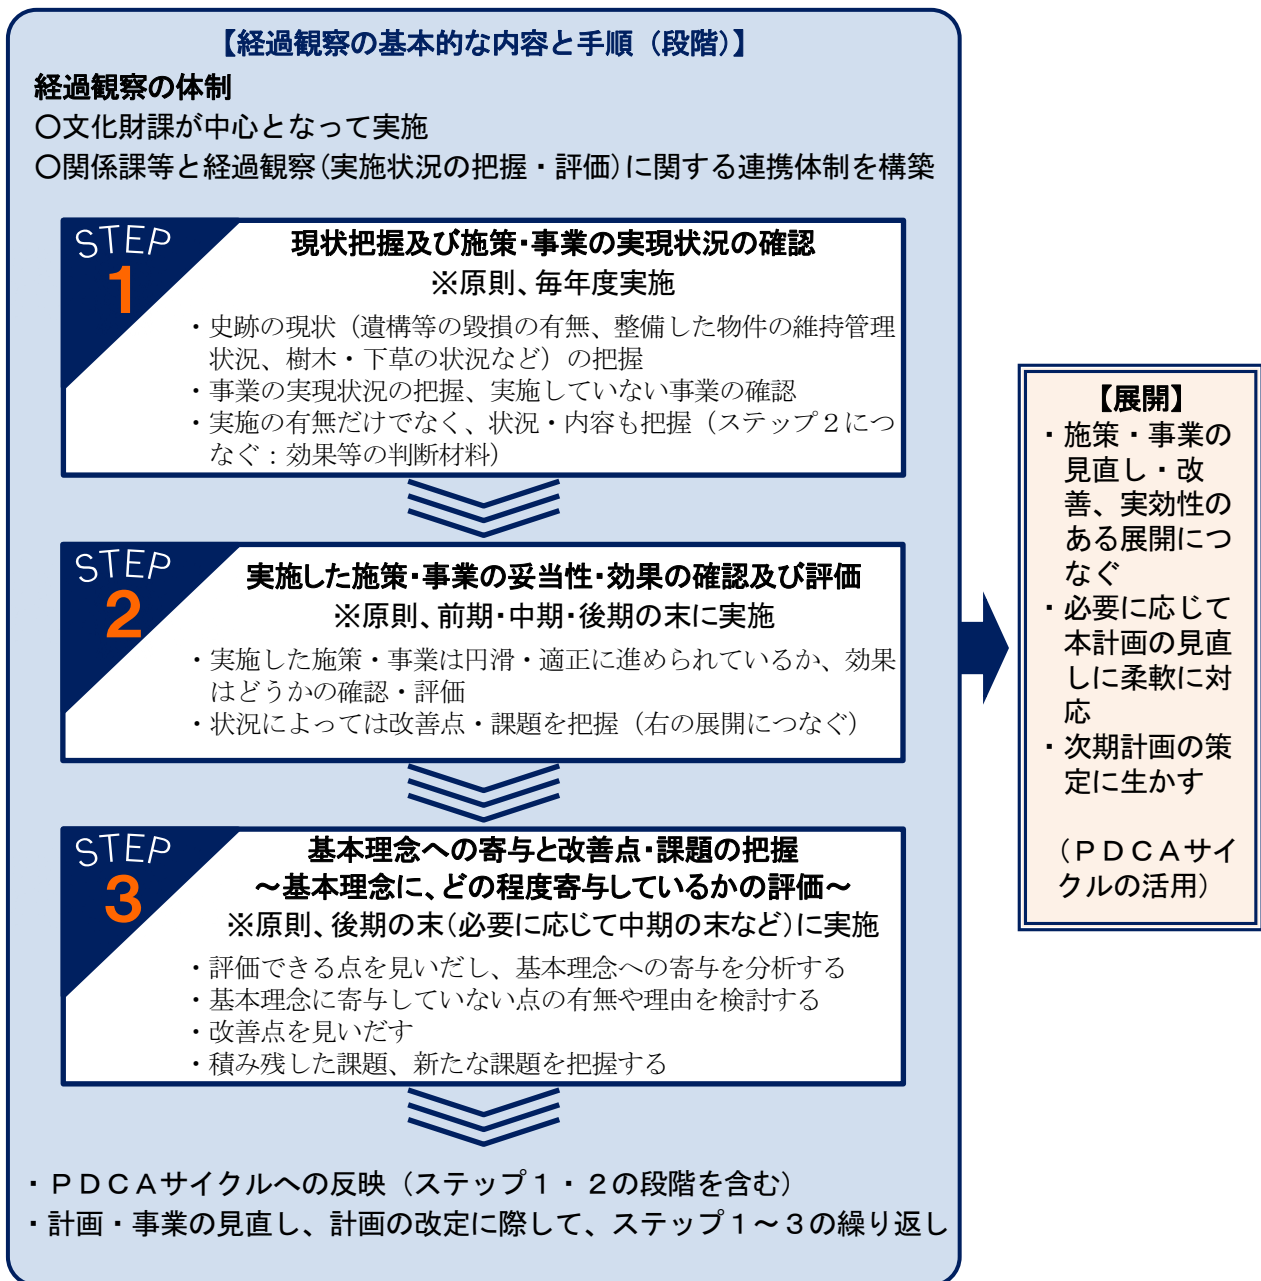 【経過観察の基本的な内容と手順（段階）】
経過観察の体制
○文化財課が中心となって実施
○関係課等と経過観察(実施状況の把握・評価)に関する連携体制を構築
STEP
1
現状把握及び施策・事業の実現状況の確認
※原則、毎年度実施
・史跡の現状（遺構等の毀損の有無、整備した物件の維持管理
状況、樹木・下草の状況など）の把握
・事業の実現状況の把握、実施していない事業の確認
・実施の有無だけでなく、状況・内容も把握（ステップ２につ
なぐ：効果等の判断材料）
STEP
2
実施した施策・事業の妥当性・効果の確認及び評価
※原則、前期・中期・後期の末に実施
・実施した施策・事業は円滑・適正に進められているか、効果
はどうかの確認・評価
・状況によっては改善点・課題を把握（右の展開につなぐ）
STEP
3
基本理念への寄与と改善点・課題の把握
～基本理念に、どの程度寄与しているかの評価～
※原則、後期の末(必要に応じて中期の末など)に実施
・評価できる点を見いだし、基本理念への寄与を分析する
・基本理念に寄与していない点の有無や理由を検討する
・改善点を見いだす
・積み残した課題、新たな課題を把握する
・ＰＤＣＡサイクルへの反映（ステップ１・２の段階を含む）
・計画・事業の見直し、計画の改定に際して、ステップ１～３の繰り返し
【展開】
・施策・事業の
見直し・改
善、実効性の
ある展開につ
なぐ
・必要に応じて
本計画の見直
しに柔軟に対
応
・次期計画の策
定に生かす
（ＰＤＣＡサイ
クルの活用）